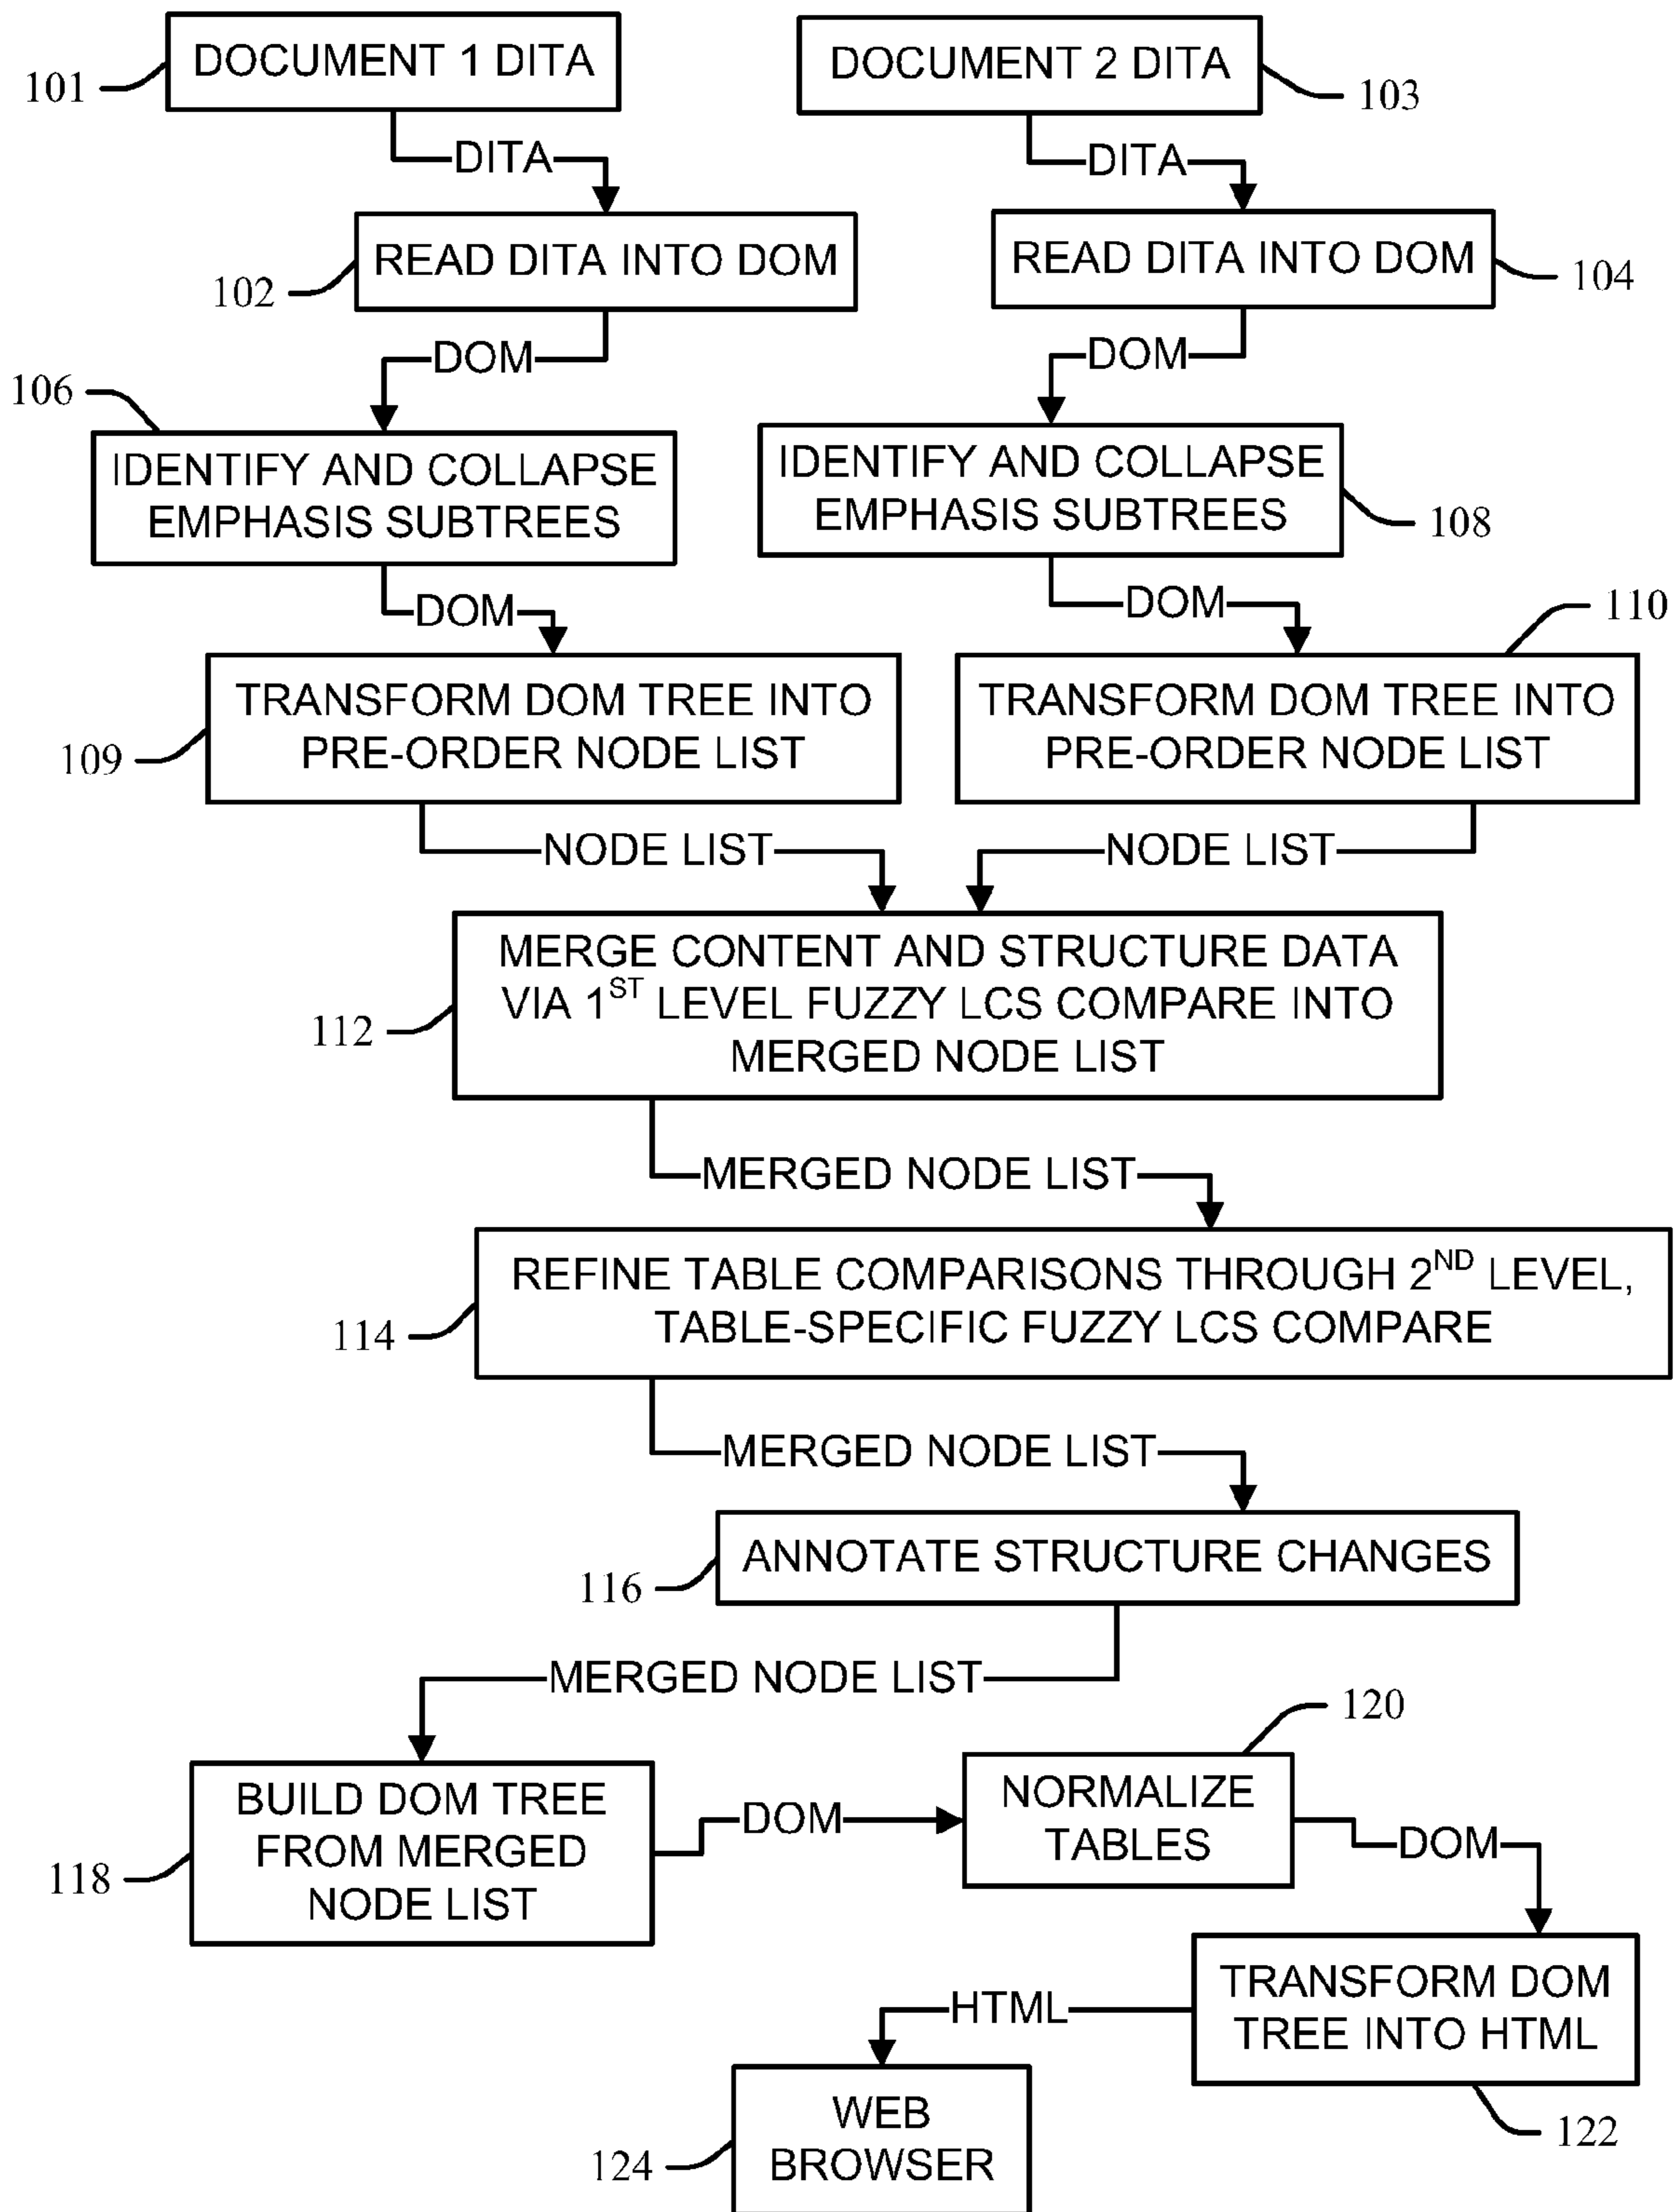 DOCUMENT 1 DITA
DOCUMENT 2 DITA
101
103
DITA
DITA
READ DITA INTO DOM
READ DITA INTO DOM
102
104
DOM
DOM
106
IDENTIFY AND COLLAPSE
EMPHASIS SUBTREES
IDENTIFY AND COLLAPSE
EMPHASIS SUBTREES
108
DOM
DOM
110
TRANSFORM DOM TREE INTO
PRE-ORDER NODE LIST
TRANSFORM DOM TREE INTO
PRE-ORDER NODE LIST
109
NODE LIST
NODE LIST
MERGE CONTENT AND STRUCTURE DATA
VIA 1ST LEVEL FUZZY LCS COMPARE INTO
MERGED NODE LIST
112
MERGED NODE LIST
REFINE TABLE COMPARISONS THROUGH 2ND LEVEL,
TABLE-SPECIFIC FUZZY LCS COMPARE
114
MERGED NODE LIST
ANNOTATE STRUCTURE CHANGES
116
MERGED NODE LIST
120
BUILD DOM TREE
FROM MERGED
NODE LIST
118
DOM
NORMALIZE
TABLES
DOM
TRANSFORM DOM
TREE INTO HTML
122
HTML
WEB
BROWSER
124